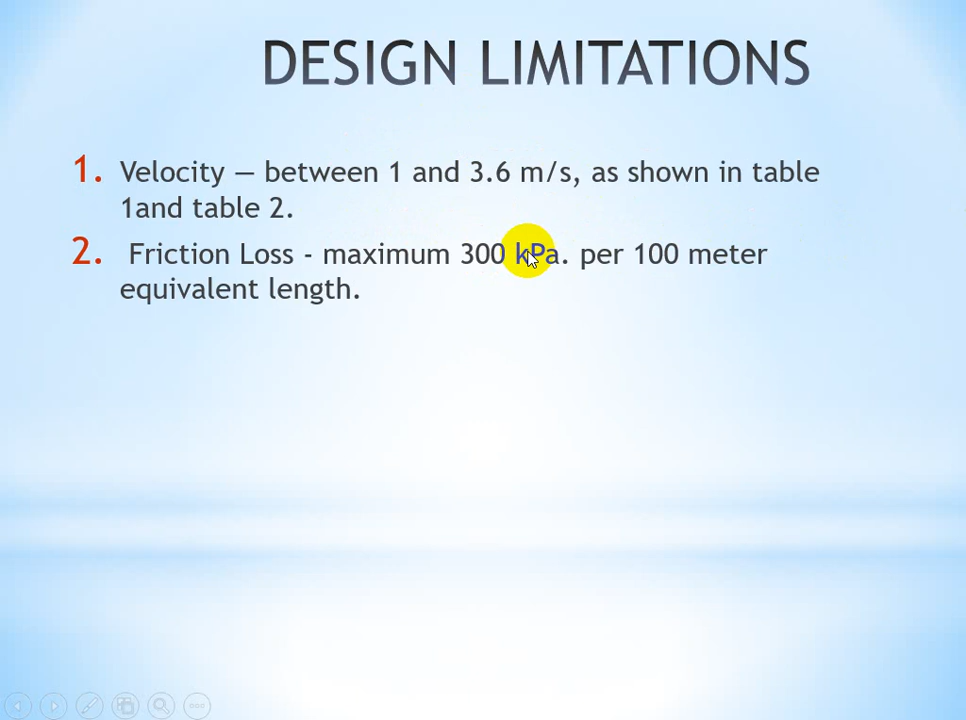 DESIGN LIMITATIONS
1. Velocity — between 1 and 3.6 m/s, as shown in table
1and table 2.
2. Friction Loss - maximum 300 kPa. per 100 meter
equivalent length.